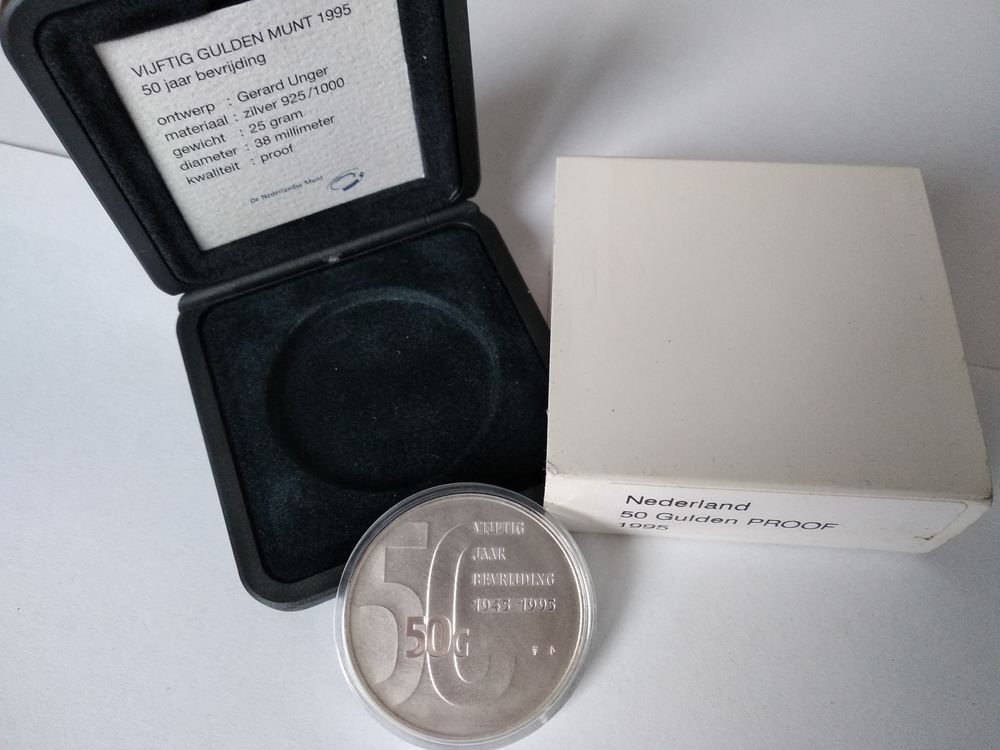 VIJFTIG GULDEN MUNT 1995
50 jaar bevrijding
ontwerp : Gerard Unger
materiaal : zilver 925/1000
gewicht : 25 gram
diameter : 38 millimeter
kwaliteit : proof
De Nederlandse Munt
Nederland
50 Gulden PROOF
1995
50
VIJFTIG
JAAR
BEVRIJDING
1945-1995
50G